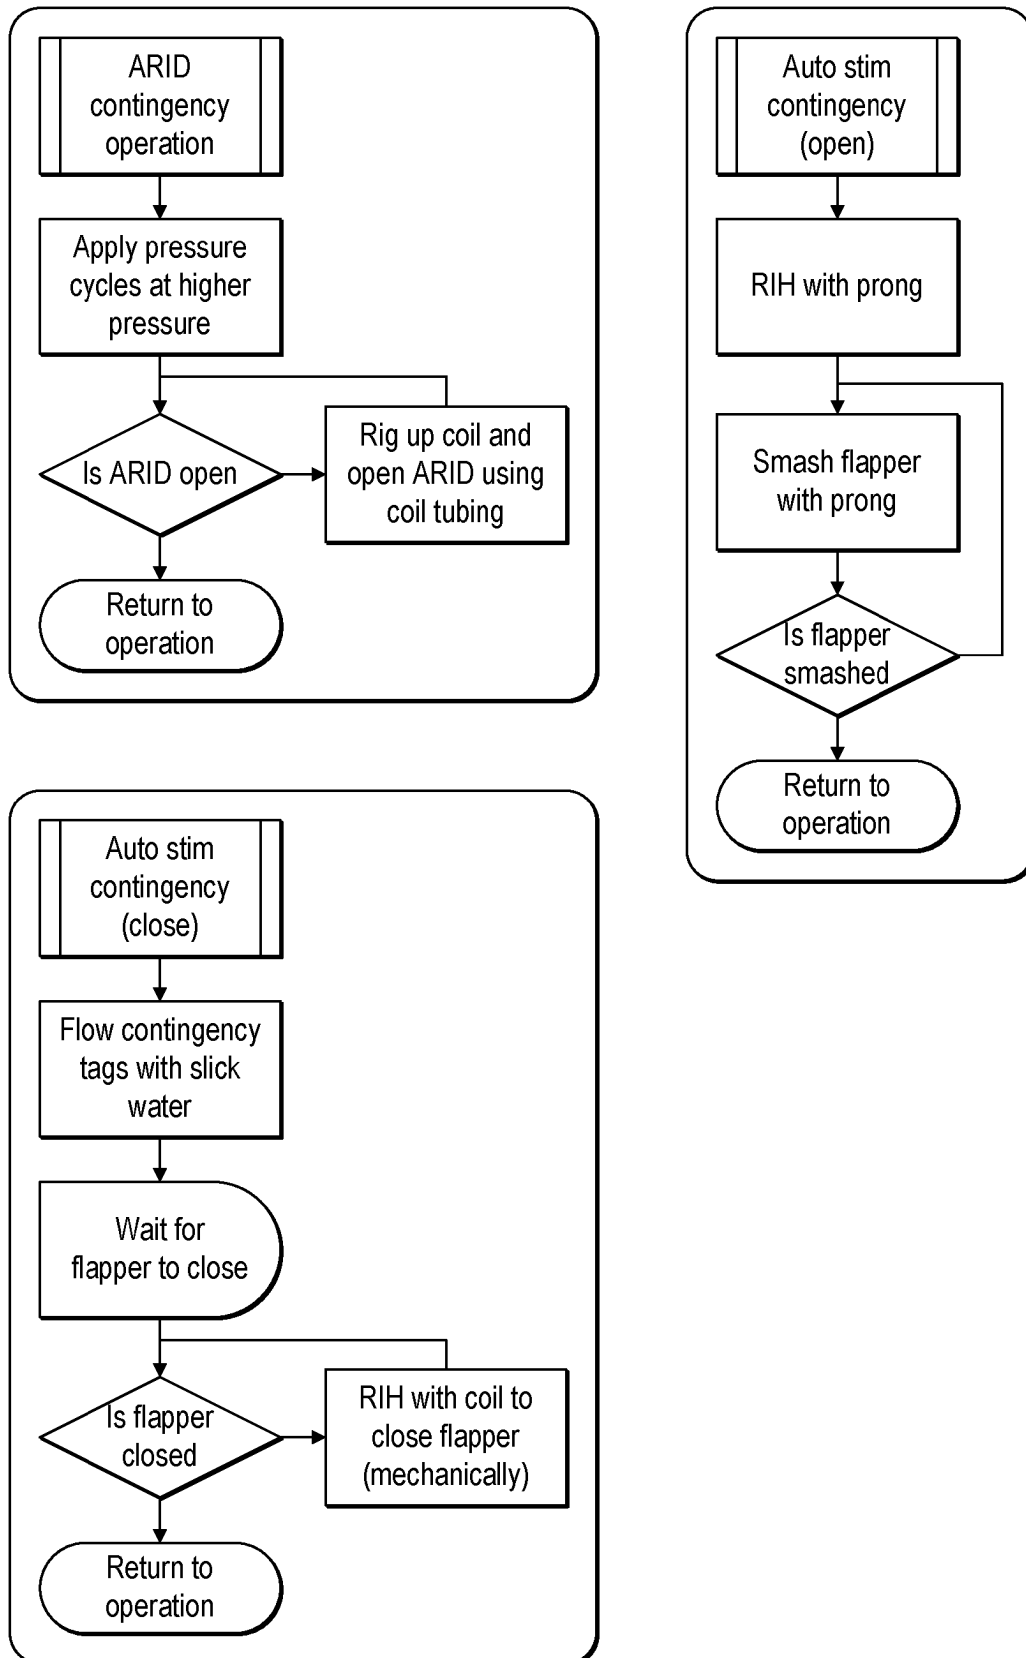 ARID
contingency
operation
Apply pressure
cycles at higher
pressure
Is ARID open
Rig up coil and
open ARID using
coil tubing
Return to
operation
Auto stim
contingency
(open)
RIH with prong
Smash flapper
with prong
Is flapper
smashed
Return to
operation
Auto stim
contingency
(close)
Flow contingency
tags with slick
water
Wait for
flapper to close
Is flapper
closed
RIH with coil to
close flapper
(mechanically)
Return to
operation